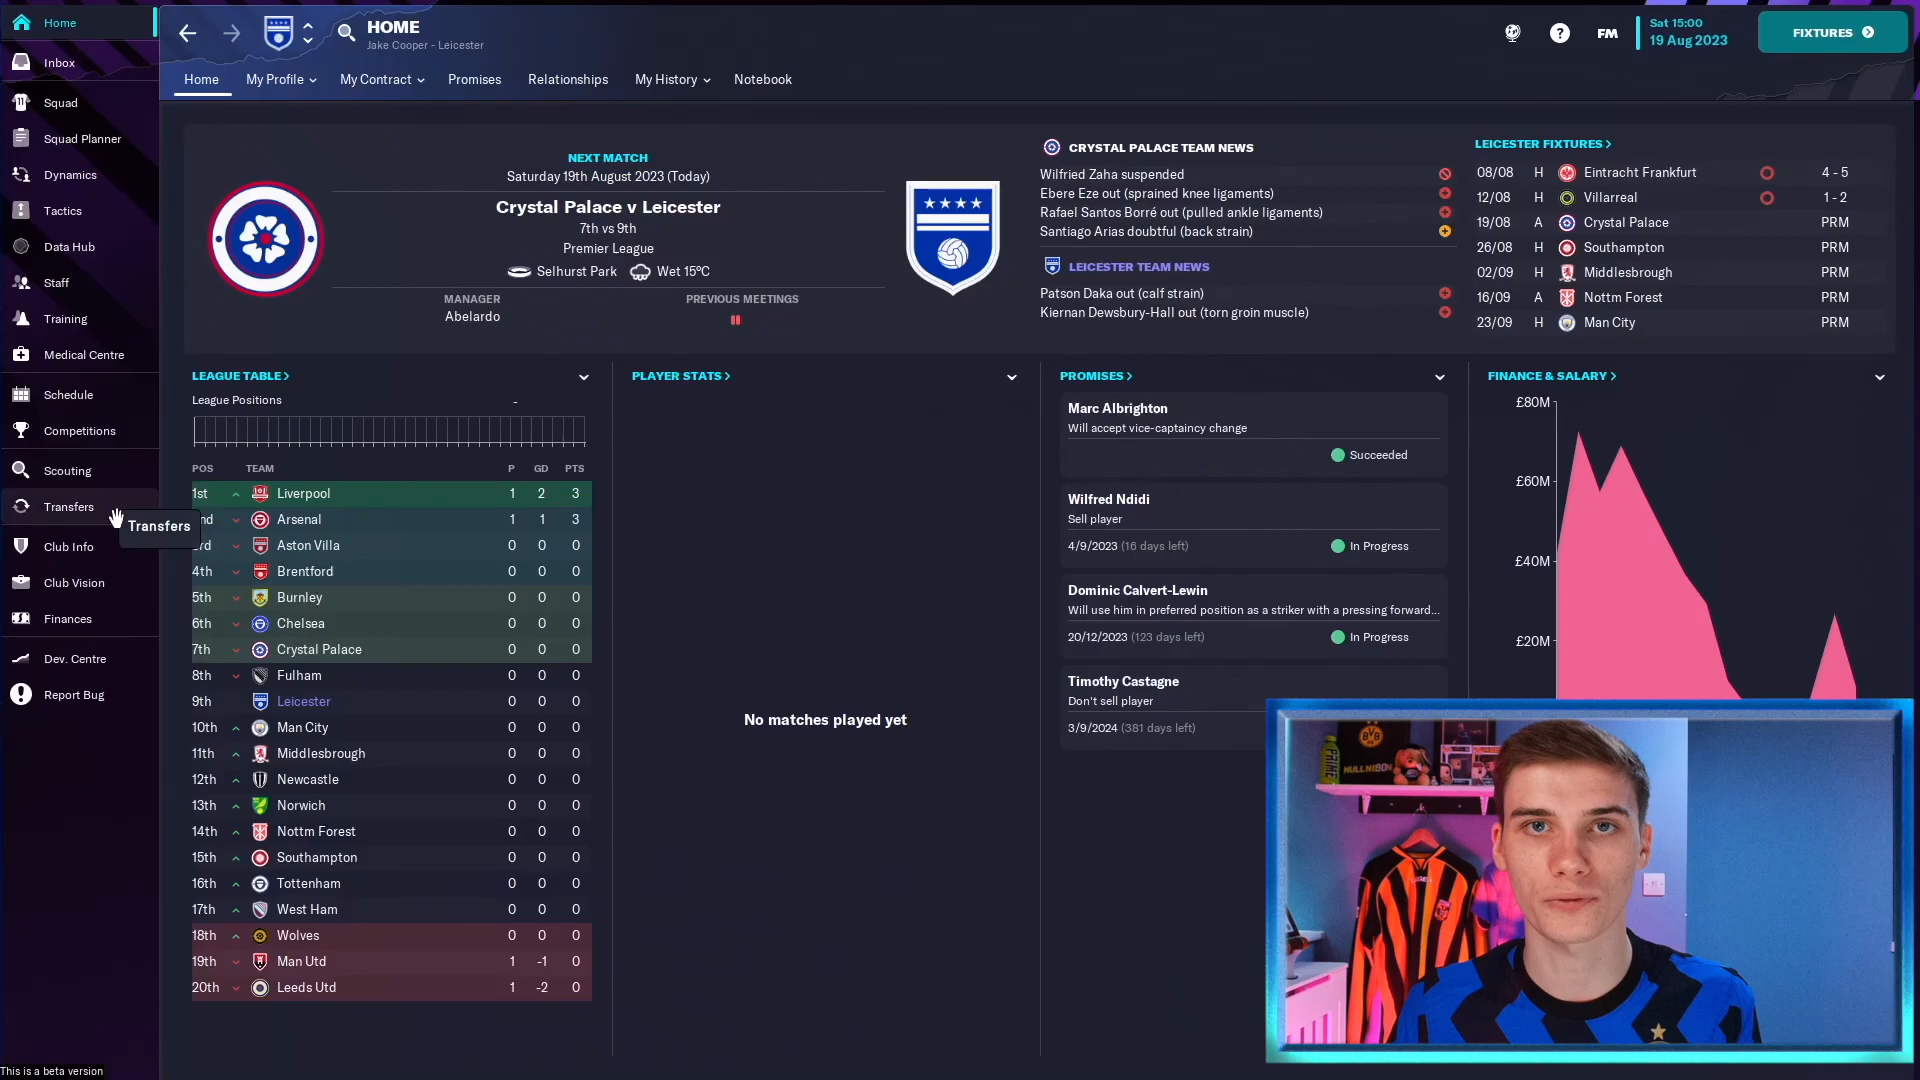 Home
Inbox
Squad
Squad Planner
Dynamics
Tactics
Data Hub
Staff
Training
Medical Centre
Schedule
Competitions
Scouting
Transfers
Transfers
Club Info
Club Vision
Finances
Dev. Centre
Report Bug
This is a beta version
HOME
Jake Cooper - Leicester
FM
Sat 15:00
19 Aug 2023
FIXTURES
Home My Profile My Contract Promises Relationships My History Notebook
NEXT MATCH
Saturday 19th August 2023 (Today)
Crystal Palace v Leicester
7th vs 9th
Premier League
Selhurst Park Wet 15ºC
MANAGER
Abelardo
PREVIOUS MEETINGS
CRYSTAL PALACE TEAM NEWS
Wilfried Zaha suspended
Ebere Eze out (sprained knee ligaments)
Rafael Santos Borré out (pulled ankle ligaments)
Santiago Arias doubtful (back strain)
LEICESTER TEAM NEWS
Patson Daka out (calf strain)
Kiernan Dewsbury-Hall out (torn groin muscle)
LEICESTER FIXTURES
08/08 H Eintracht Frankfurt 4 - 5
12/08 H Villarreal 1 - 2
19/08 A Crystal Palace PRM
26/08 H Southampton PRM
02/09 H Middlesbrough PRM
16/09 A Nottm Forest PRM
23/09 H Man City PRM
LEAGUE TABLE
League Positions -
POS TEAM P GD PTS
1st Liverpool 1 2 3
nd Arsenal 1 1 3
rd Aston Villa 0 0 0
4th Brentford 0 0 0
5th Burnley 0 0 0
6th Chelsea 0 0 0
7th Crystal Palace 0 0 0
8th Fulham 0 0 0
9th Leicester 0 0 0
10th Man City 0 0 0
11th Middlesbrough 0 0 0
12th Newcastle 0 0 0
13th Norwich 0 0 0
14th Nottm Forest 0 0 0
15th Southampton 0 0 0
16th Tottenham 0 0 0
17th West Ham 0 0 0
18th Wolves 0 0 0
19th Man Utd 1 -1 0
20th Leeds Utd 1 -2 0
PLAYER STATS
No matches played yet
PROMISES
Marc Albrighton
Will accept vice-captaincy change
Succeeded
Wilfred Ndidi
Sell player
4/9/2023 (16 days left) In Progress
Dominic Calvert-Lewin
Will use him in preferred position as a striker with a pressing forward...
20/12/2023 (123 days left) In Progress
Timothy Castagne
Don't sell player
3/9/2024 (381 days left)
FINANCE & SALARY
£80M
£60M
£40M
£20M
BVB